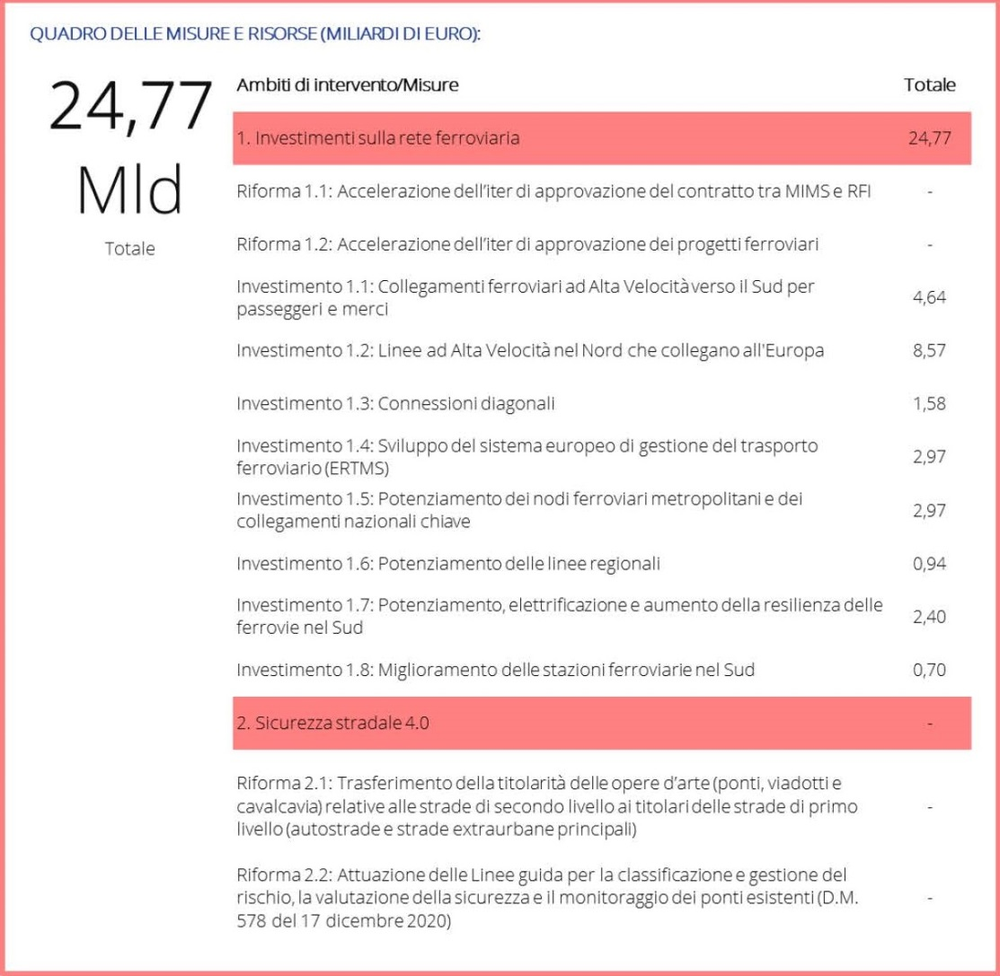 QUADRO DELLE MISURE E RISORSE (MILIARDI DI EURO):
24,77
Mld
Totale
Ambiti di intervento/Misure Totale
1. Investimenti sulla rete ferroviaria 24,77
Riforma 1.1: Accelerazione dell’iter di approvazione del contratto tra MIMS e RFI -
Riforma 1.2: Accelerazione dell’iter di approvazione dei progetti ferroviari -
Investimento 1.1: Collegamenti ferroviari ad Alta Velocità verso il Sud per
passeggeri e merci 4,64
Investimento 1.2: Linee ad Alta Velocità nel Nord che collegano all'Europa 8,57
Investimento 1.3: Connessioni diagonali 1,58
Investimento 1.4: Sviluppo del sistema europeo di gestione del trasporto
ferroviario (ERTMS) 2,97
Investimento 1.5: Potenziamento dei nodi ferroviari metropolitani e dei
collegamenti nazionali chiave 2,97
Investimento 1.6: Potenziamento delle linee regionali 0,94
Investimento 1.7: Potenziamento, elettrificazione e aumento della resilienza delle
ferrovie nel Sud 2,40
Investimento 1.8: Miglioramento delle stazioni ferroviarie nel Sud 0,70
2. Sicurezza stradale 4.0 -
Riforma 2.1: Trasferimento della titolarità delle opere d’arte (ponti, viadotti e
cavalcavia) relative alle strade di secondo livello ai titolari delle strade di primo -
livello (autostrade e strade extraurbane principali)
Riforma 2.2: Attuazione delle Linee guida per la classificazione e gestione del
rischio, la valutazione della sicurezza e il monitoraggio dei ponti esistenti (D.M. -
578 del 17 dicembre 2020)